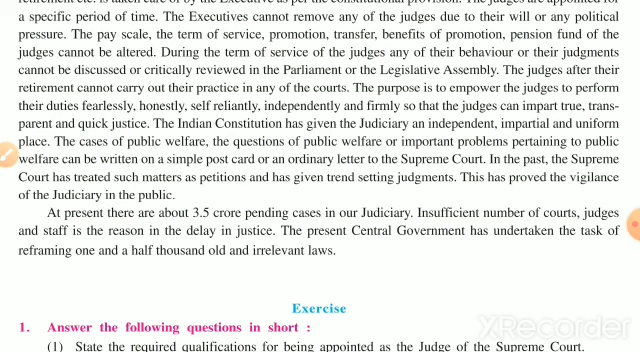 retirement etc. is taken care of by the Executive as per the constitutional provision. The judges are appointed for
a specific period of time. The Executives cannot remove any of the judges due to their will or any political
pressure. The pay scale, the term of service, promotion, transfer, benefits of promotion, pension fund of the
judges cannot be altered. During the term of service of the judges any of their behaviour or their judgments
cannot be discussed or critically reviewed in the Parliament or the Legislative Assembly. The judges after their
retirement cannot carry out their practice in any of the courts. The purpose is to empower the judges to perform
their duties fearlessly, honestly, self reliantly, independently and firmly so that the judges can impart true, trans-
parent and quick justice. The Indian Constitution has given the Judiciary an independent, impartial and uniform
place. The cases of public welfare, the questions of public welfare or important problems pertaining to public
welfare can be written on a simple post card or an ordinary letter to the Supreme Court. In the past, the Supreme
Court has treated such matters as petitions and has given trend setting judgments. This has proved the vigilance
of the Judiciary in the public.
At present there are about 3.5 crore pending cases in our Judiciary. Insufficient number of courts, judges
and staff is the reason in the delay in justice. The present Central Government has undertaken the task of
reframing one and a half thousand old and irrelevant laws.
Exercise
1. Answer the following questions in short :
(1) State the required qualifications for being appointed as the Judge of the Supreme Court.
XRecorder